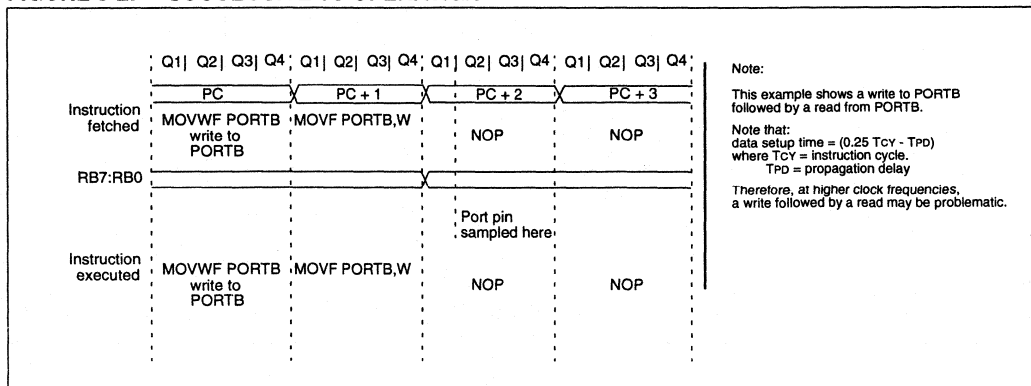 Q1| Q2| Q3| Q4 Q1| Q2| Q3| Q4 Q1| Q2| Q3| Q4 Q1| Q2| Q3| Q4
PC PC + 1 PC + 2 PC + 3
Instruction
fetched
MOVWF PORTB
write to
PORTB
MOVF PORTB,W
NOP
NOP
RB7:RB0
Port pin
sampled here
Instruction
executed
MOVWF PORTB
write to
PORTB
MOVF PORTB,W
NOP
NOP
Note:
This example shows a write to PORTB
followed by a read from PORTB.
Note that:
data setup time = (0.25 TCY - TPD)
where TCY = instruction cycle.
TPD = propagation delay
Therefore, at higher clock frequencies,
a write followed by a read may be problematic.